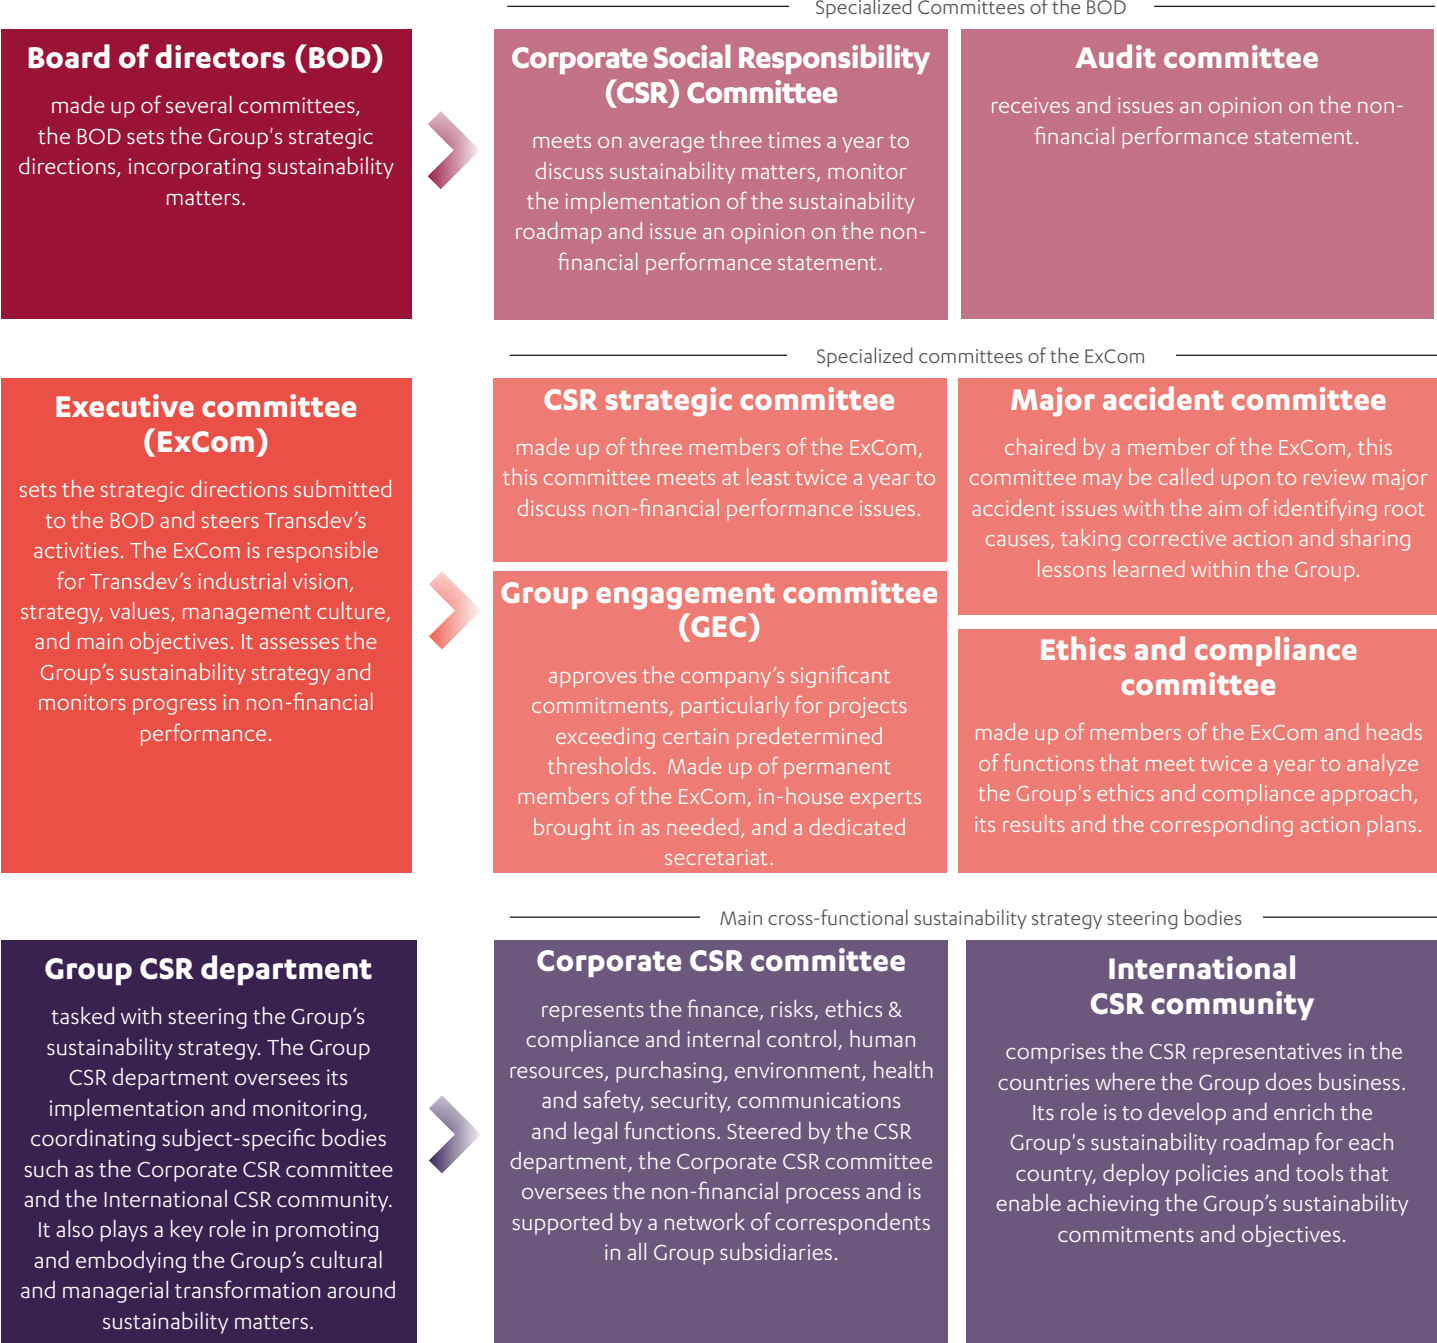 Specialized Committees of the BOD
Board of directors (BOD)
made up of several committees,
the BOD sets the Group's strategic
directions, incorporating sustainability
matters.
Corporate Social Responsibility
(CSR) Committee
meets on average three times a year to
discuss sustainability matters, monitor
the implementation of the sustainability
roadmap and issue an opinion on the non-
financial performance statement.
Audit committee
receives and issues an opinion on the non-
financial performance statement.
Specialized committees of the ExCom
Executive committee
(ExCom)
sets the strategic directions submitted
to the BOD and steers Transdev’s
activities. The ExCom is responsible
for Transdev’s industrial vision,
strategy, values, management culture,
and main objectives. It assesses the
Group’s sustainability strategy and
monitors progress in non-financial
performance.
CSR strategic committee
made up of three members of the ExCom,
this committee meets at least twice a year to
discuss non-financial performance issues.
Group engagement committee
(GEC)
approves the company’s significant
commitments, particularly for projects
exceeding certain predetermined
thresholds.  Made up of permanent
members of the ExCom, in-house experts
brought in as needed, and a dedicated
secretariat.
Major accident committee
chaired by a member of the ExCom, this
committee may be called upon to review major
accident issues with the aim of identifying root
causes, taking corrective action and sharing
lessons learned within the Group.
Ethics and compliance
committee
made up of members of the ExCom and heads
of functions that meet twice a year to analyze
the Group's ethics and compliance approach,
its results and the corresponding action plans.
Main cross-functional sustainability strategy steering bodies
Group CSR department
tasked with steering the Group’s
sustainability strategy. The Group
CSR department oversees its
implementation and monitoring,
coordinating subject-specific bodies
such as the Corporate CSR committee
and the International CSR community.
It also plays a key role in promoting
and embodying the Group’s cultural
and managerial transformation around
sustainability matters.
Corporate CSR committee
represents the finance, risks, ethics &
compliance and internal control, human
resources, purchasing, environment, health
and safety, security, communications
and legal functions. Steered by the CSR
department, the Corporate CSR committee
oversees the non-financial process and is
supported by a network of correspondents
in all Group subsidiaries.
International
CSR community
comprises the CSR representatives in the
countries where the Group does business.
Its role is to develop and enrich the
Group's sustainability roadmap for each
country, deploy policies and tools that
enable achieving the Group’s sustainability
commitments and objectives.